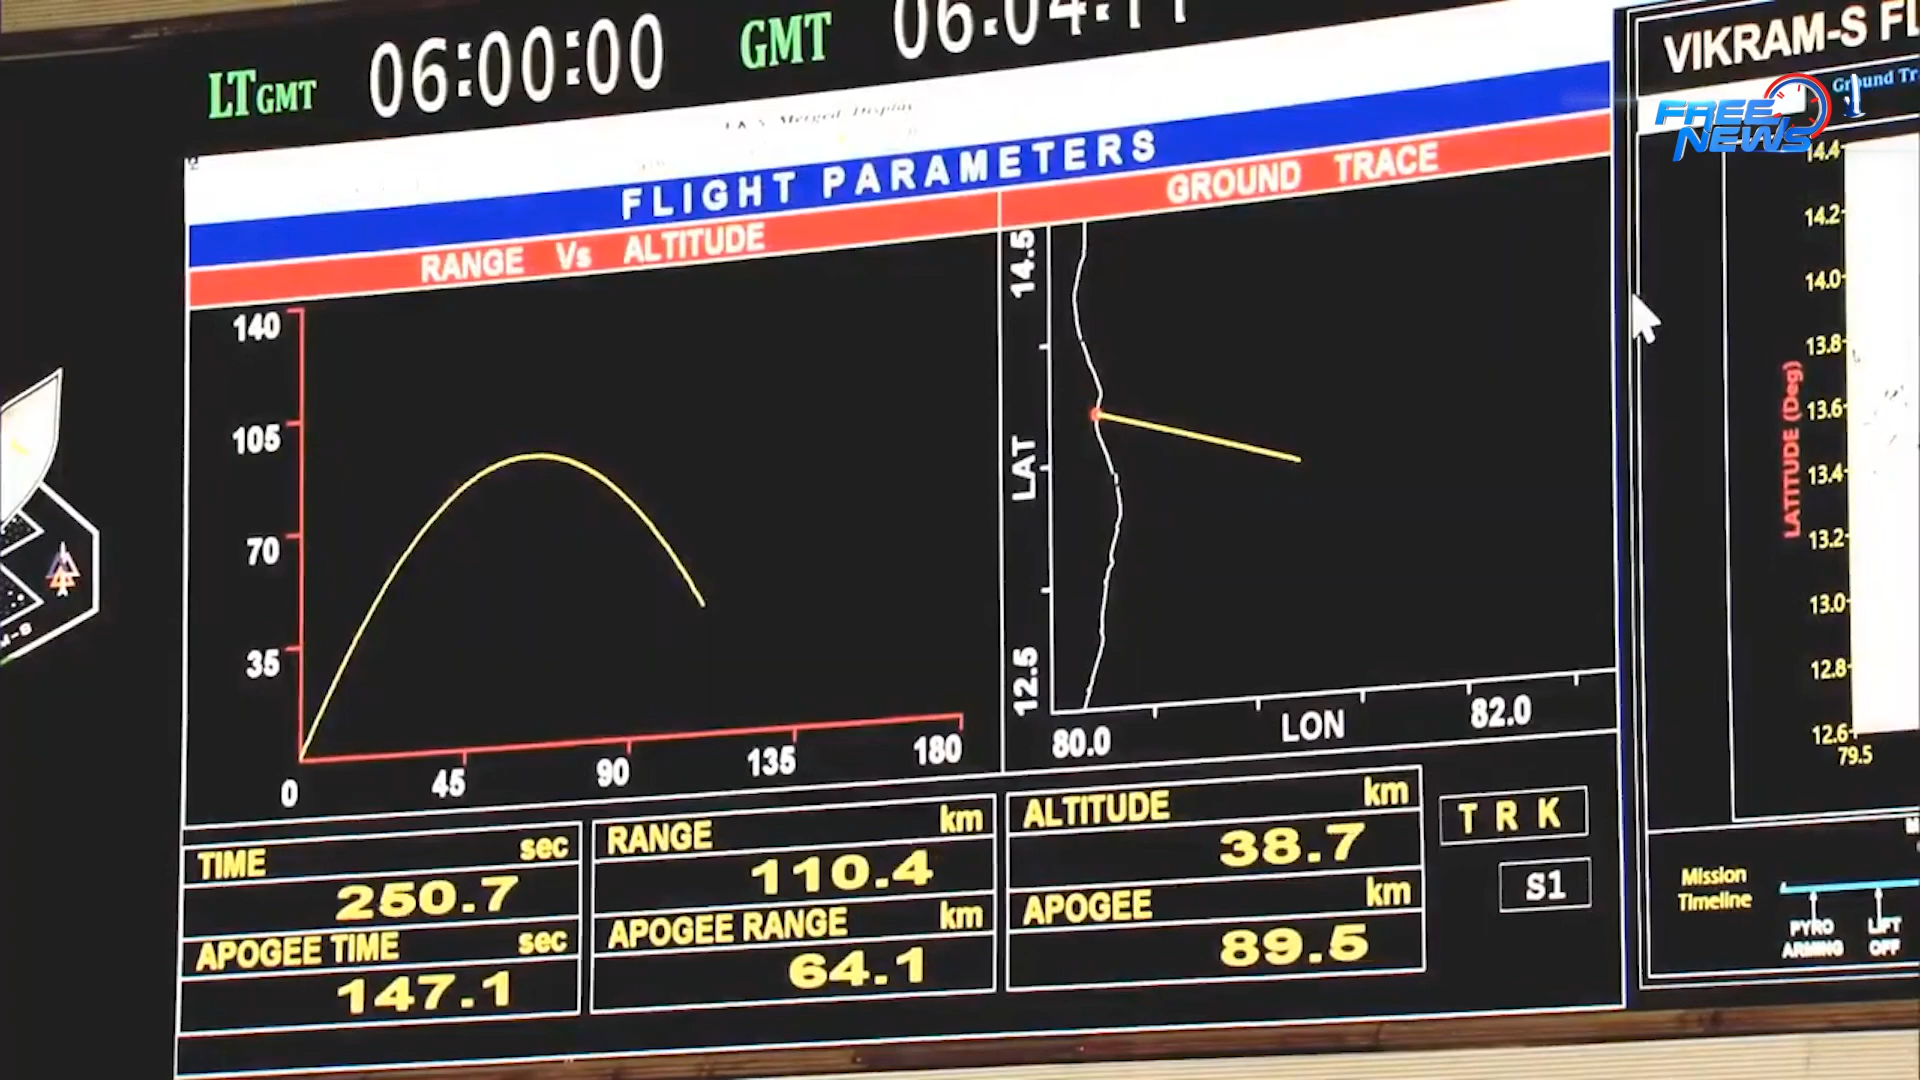 LT GMT 06:00:00 GMT
VIKRAM-S
FREE NEWS
Merged Display
FLIGHT PARAMETERS
RANGE Vs ALTITUDE
GROUND TRACE
140
105
70
35
0 45 90 135 180
14.5
LAT
12.5
80.0 LON 82.0
TIME sec
250.7
APOGEE TIME sec
147.1
RANGE km
110.4
APOGEE RANGE km
64.1
ALTITUDE km
38.7
APOGEE km
89.5
TRK
S1
14.4
14.2
14.0
13.8
13.6
13.4
13.2
13.0
12.8
12.6
79.5
LATITUDE (Deg)
Mission
Timeline
PYRO
ARMING
LIFT
OFF